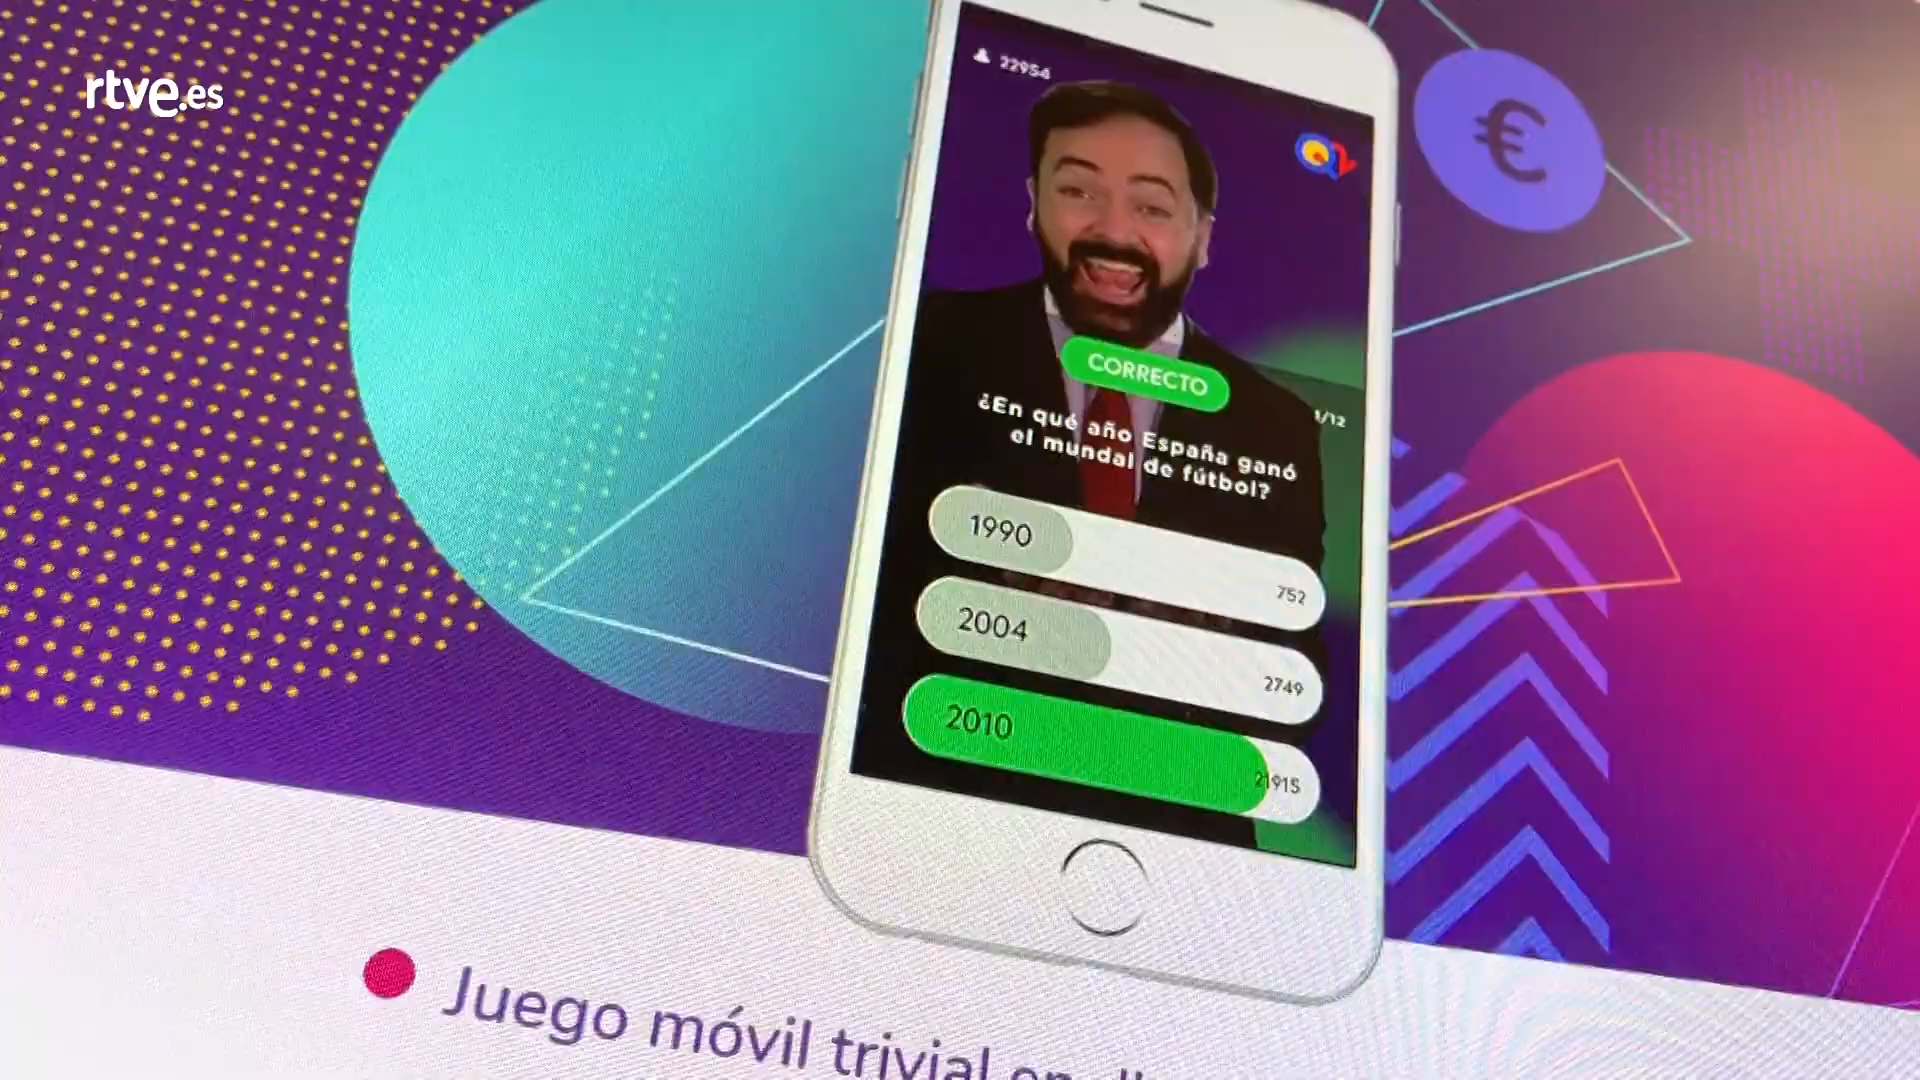 rtve.es
22954
€
CORRECTO
1/12
¿En qué año España ganó
el mundal de fútbol?
1990
752
2004
2749
2010
21915
Juego móvil trivial